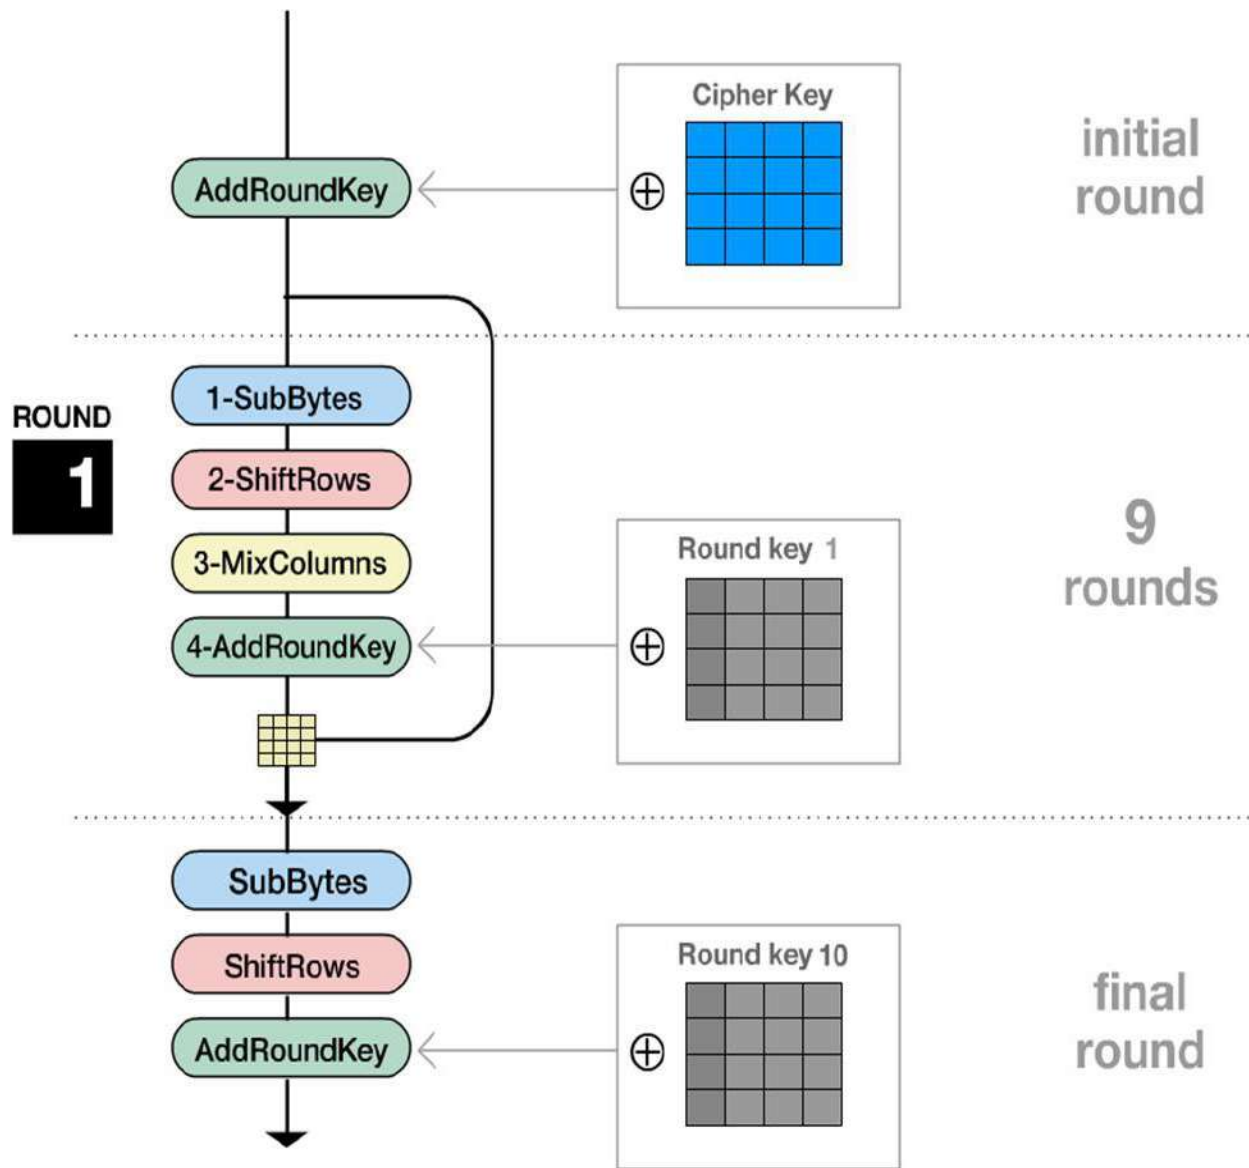 Cipher Key
initial
round
AddRoundKey
1-SubBytes
ROUND
1
2-ShiftRows
3-MixColumns
Round key 1
9
rounds
4-AddRoundKey
SubBytes
ShiftRows
Round key 10
final
round
AddRoundKey